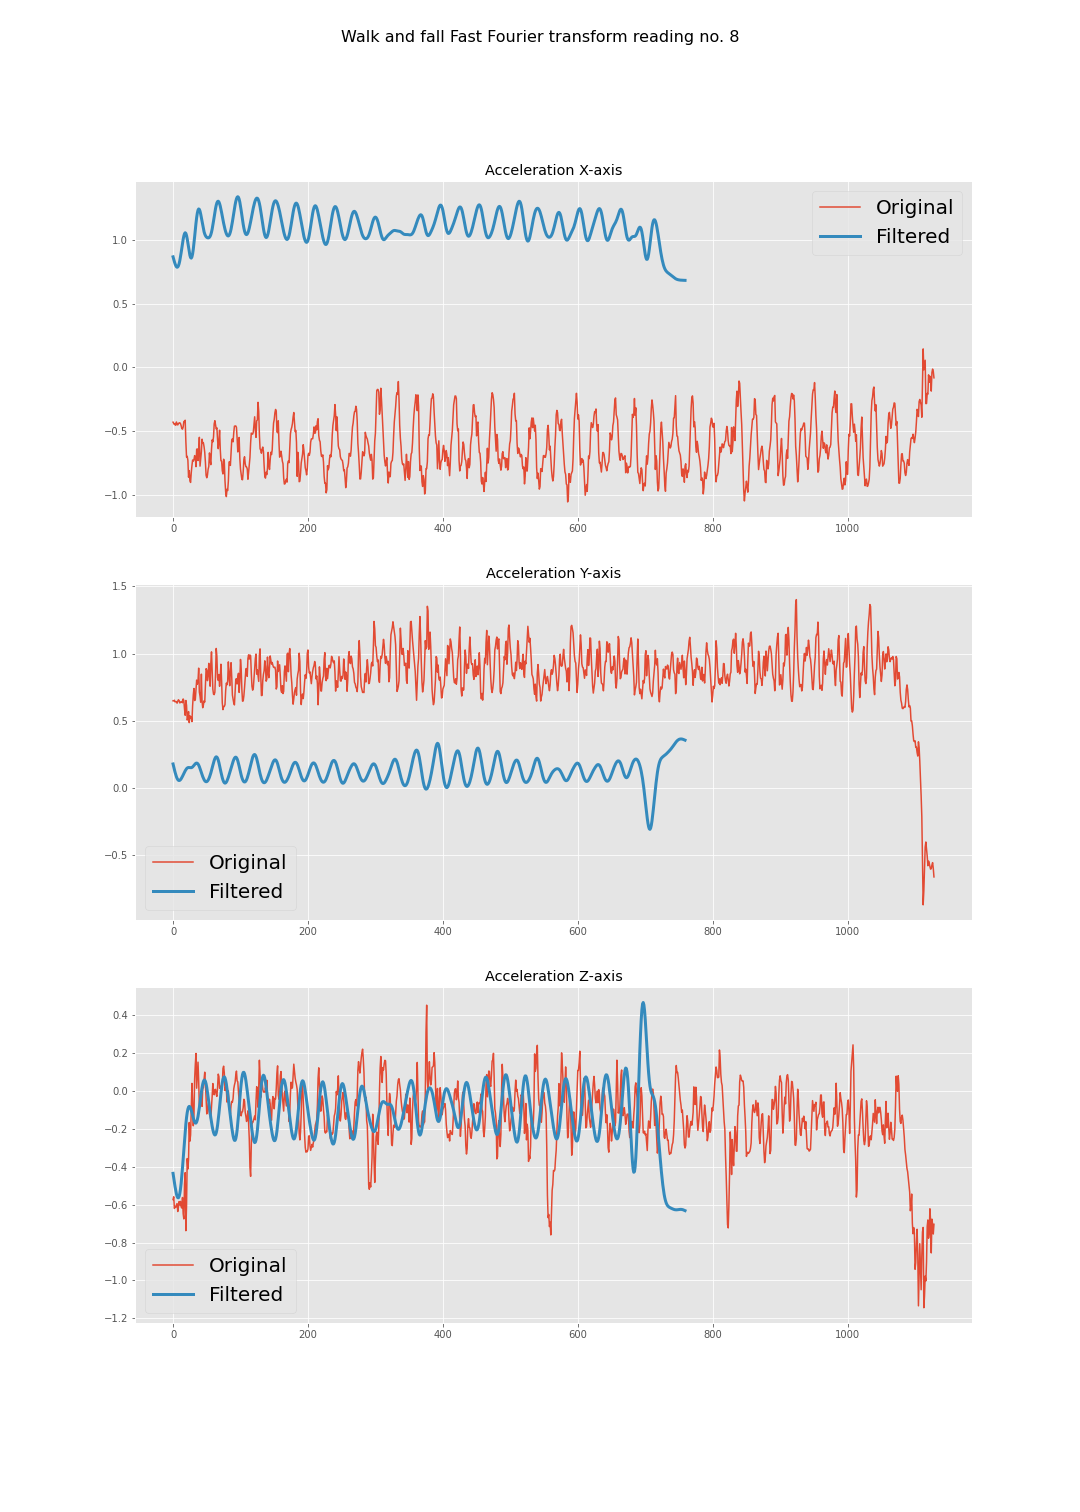 Walk and fall Fast Fourier transform reading no. 8
Acceleration X-axis
Original
Filtered
1.0
0.5
0.0
−0.5
−1.0
0 200 400 600 800 1000
Acceleration Y-axis
1.5
1.0
0.5
0.0
−0.5
Original
Filtered
0 200 400 600 800 1000
Acceleration Z-axis
0.4
0.2
0.0
−0.2
−0.4
−0.6
−0.8
−1.0
−1.2
Original
Filtered
0 200 400 600 800 1000